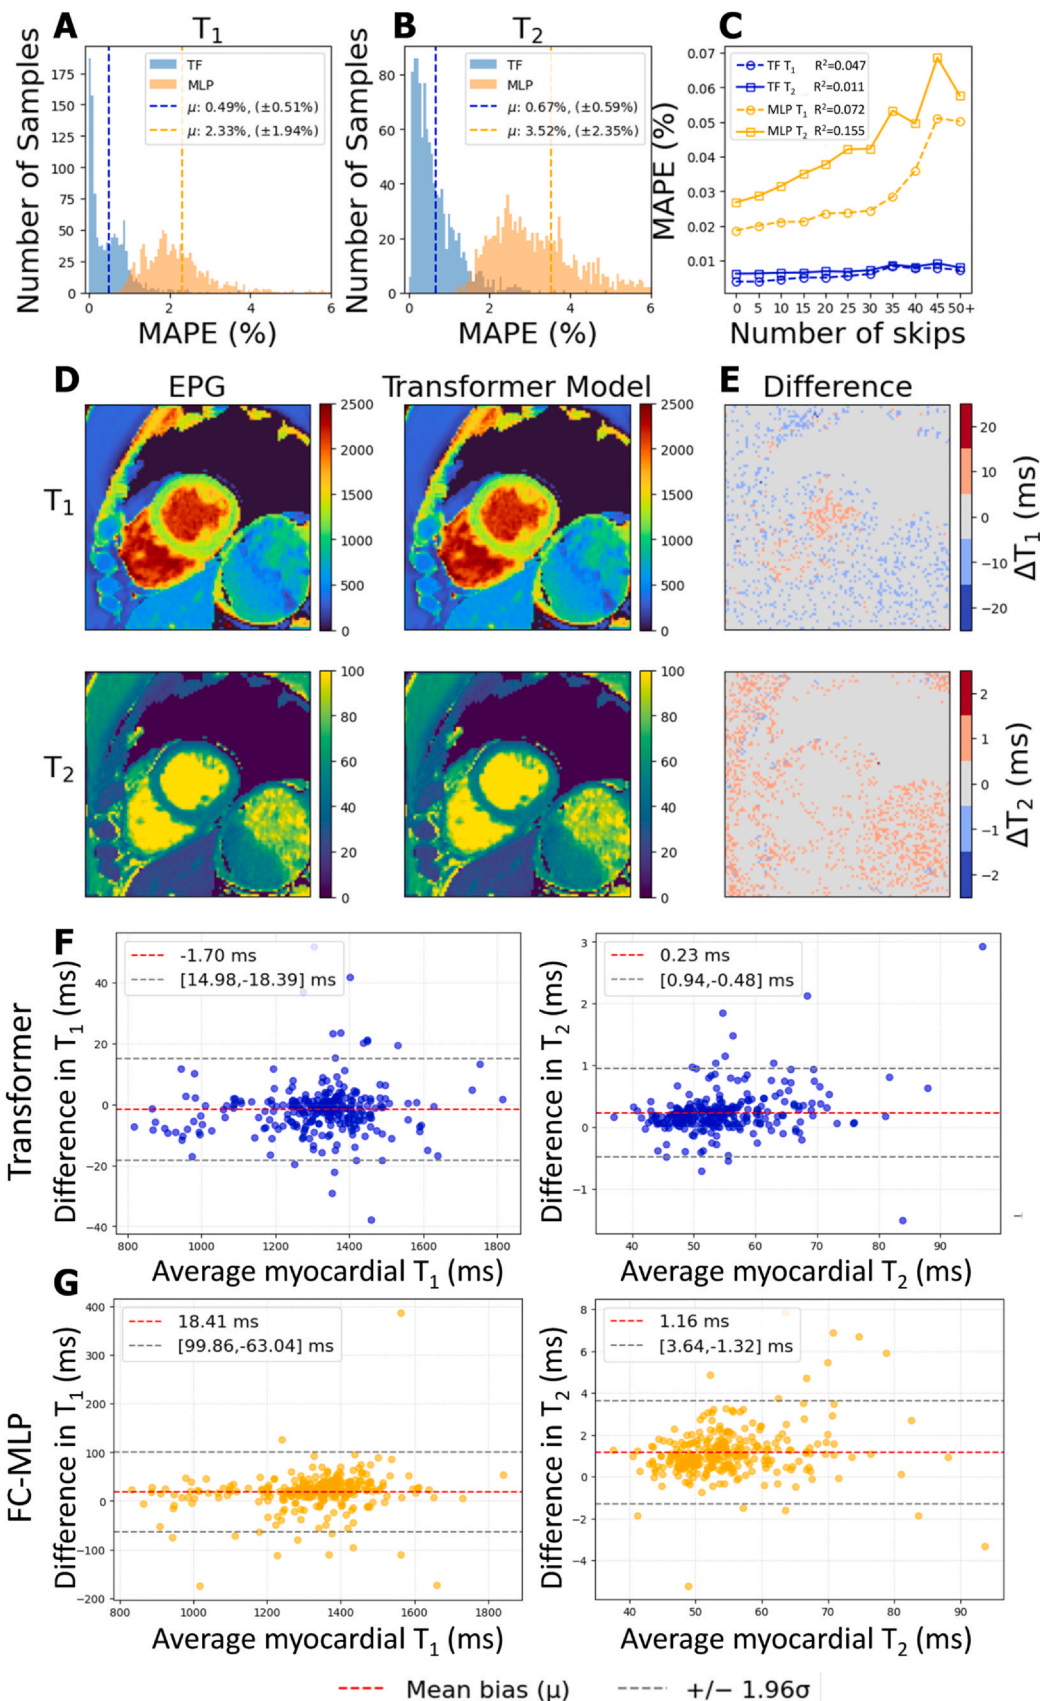 A
T1
Number of Samples
175
150
125
100
75
50
25
0
TF
MLP
μ: 0.49%, (±0.51%)
μ: 2.33%, (±1.94%)
0 2 4 6
MAPE (%)
B
T2
Number of Samples
80
60
40
20
0
TF
MLP
μ: 0.67%, (±0.59%)
μ: 3.52%, (±2.35%)
0 2 4 6
MAPE (%)
C
MAPE (%)
0.07
0.06
0.05
0.04
0.03
0.02
0.01
TF T1 R²=0.047
TF T2 R²=0.011
MLP T1 R²=0.072
MLP T2 R²=0.155
0 5 10 15 20 25 30 35 40 45 50+
Number of skips
D
EPG
Transformer Model
E
Difference
T1
2500
2000
1500
1000
500
0
2500
2000
1500
1000
500
0
20
10
0
−10
−20
ΔT1 (ms)
T2
100
80
60
40
20
0
100
80
60
40
20
0
2
1
0
−1
−2
ΔT2 (ms)
F
Transformer
Difference in T1 (ms)
40
20
0
−20
−40
-1.70 ms
[14.98,-18.39] ms
800 1000 1200 1400 1600 1800
Average myocardial T1 (ms)
Difference in T2 (ms)
3
2
1
0
−1
0.23 ms
[0.94,-0.48] ms
40 50 60 70 80 90
Average myocardial T2 (ms)
G
FC-MLP
Difference in T1 (ms)
400
300
200
100
0
−100
−200
18.41 ms
[99.86,-63.04] ms
800 1000 1200 1400 1600 1800
Average myocardial T1 (ms)
Difference in T2 (ms)
8
6
4
2
0
−2
−4
1.16 ms
[3.64,-1.32] ms
40 50 60 70 80 90
Average myocardial T2 (ms)
Mean bias (μ)
+/− 1.96σ